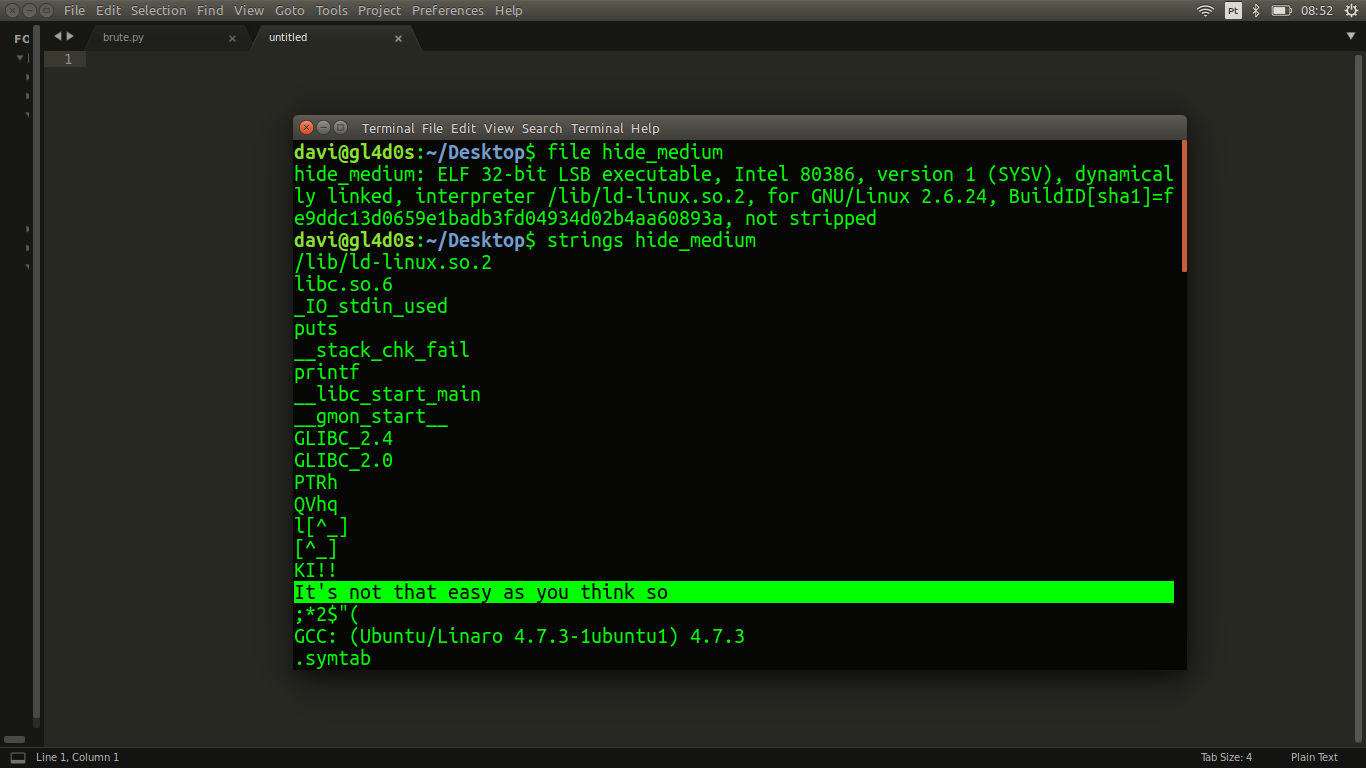 File Edit Selection Find View Goto Tools Project Preferences Help
Pt 08:52
FO
brute.py
untitled
1
Terminal File Edit View Search Terminal Help
davi@gl4d0s:~/Desktop$ file hide_medium
hide_medium: ELF 32-bit LSB executable, Intel 80386, version 1 (SYSV), dynamical
ly linked, interpreter /lib/ld-linux.so.2, for GNU/Linux 2.6.24, BuildID[sha1]=f
e9ddc13d0659e1badb3fd04934d02b4aa60893a, not stripped
davi@gl4d0s:~/Desktop$ strings hide_medium
/lib/ld-linux.so.2
libc.so.6
_IO_stdin_used
puts
__stack_chk_fail
printf
__libc_start_main
__gmon_start__
GLIBC_2.4
GLIBC_2.0
PTRh
QVhq
l[^_]
[^_]
KI!!
It's not that easy as you think so
;*2$"(
GCC: (Ubuntu/Linaro 4.7.3-1ubuntu1) 4.7.3
.symtab
Line 1, Column 1
Tab Size: 4
Plain Text